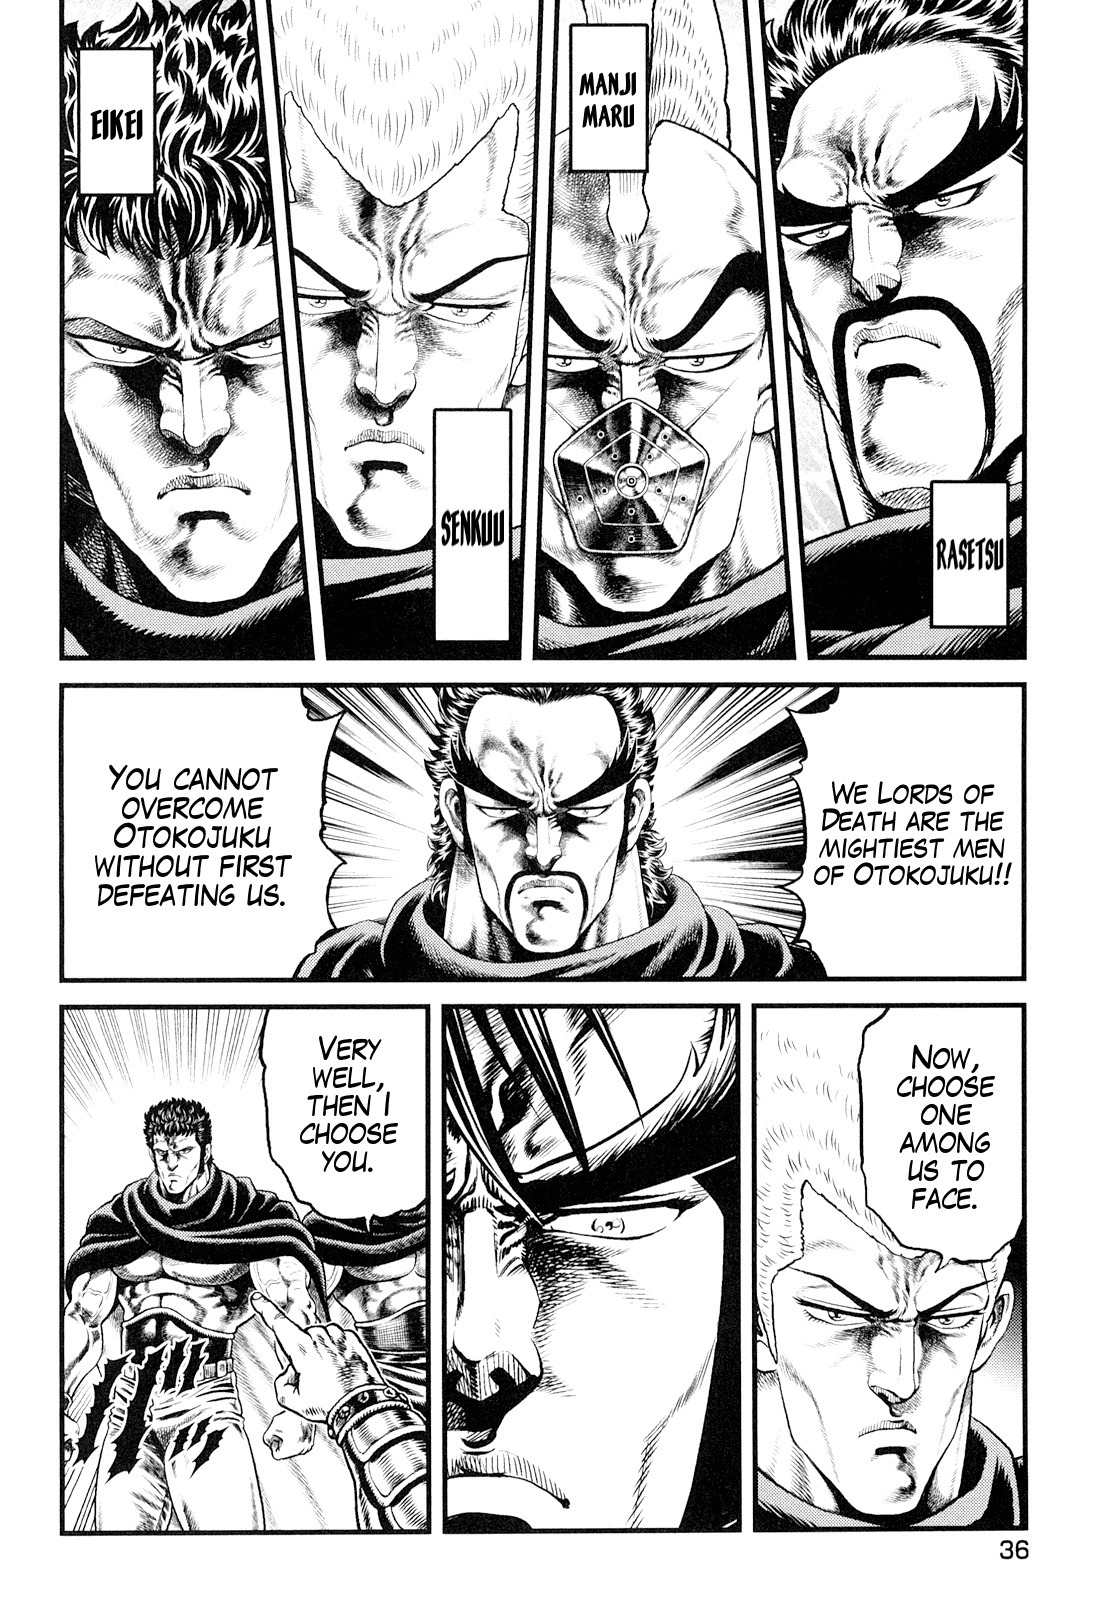 RASETSU
MANJI
MARU
SENKUU
EIKEI
WE LORDS OF
DEATH ARE THE
MIGHTIEST MEN
OF OTOKOJUKU!!
YOU CANNOT
OVERCOME
OTOKOJUKU
WITHOUT FIRST
DEFEATING US.
NOW,
CHOOSE
ONE
AMONG
US TO
FACE.
VERY
WELL,
THEN I
CHOOSE
YOU.
36